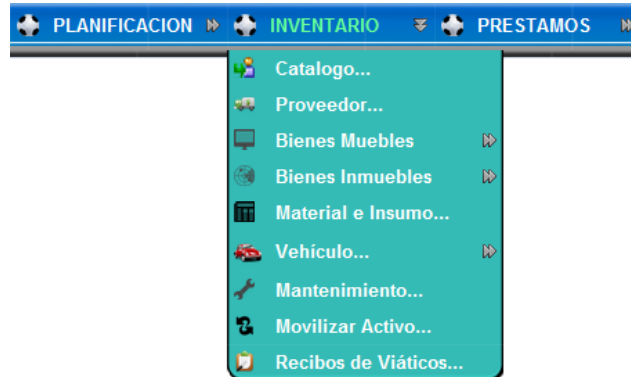 PLANIFICACION INVENTARIO PRESTAMOS
Catalogo...
Proveedor...
Bienes Muebles
Bienes Inmuebles
Material e Insumo...
Vehículo...
Mantenimiento...
Movilizar Activo...
Recibos de Viáticos...